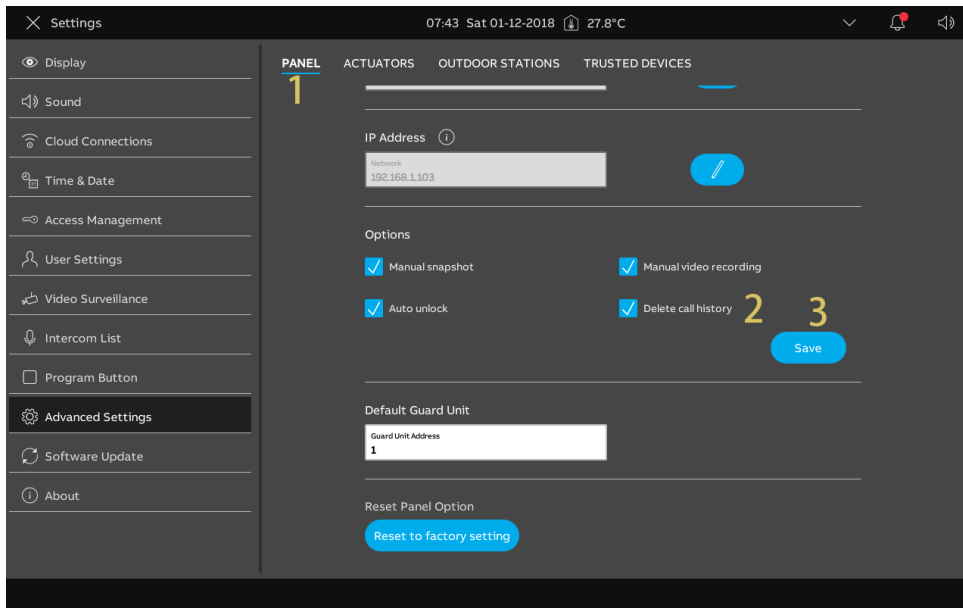 Settings
07:43 Sat 01-12-2018 27.8°C
Display
Sound
Cloud Connections
Time & Date
Access Management
User Settings
Video Surveillance
Intercom List
Program Button
Advanced Settings
Software Update
About
PANEL ACTUATORS OUTDOOR STATIONS TRUSTED DEVICES
1
IP Address
Network
192.168.1.103
Options
Manual snapshot Manual video recording
Auto unlock Delete call history 2 3
Save
Default Guard Unit
Guard Unit Address
1
Reset Panel Option
Reset to factory setting